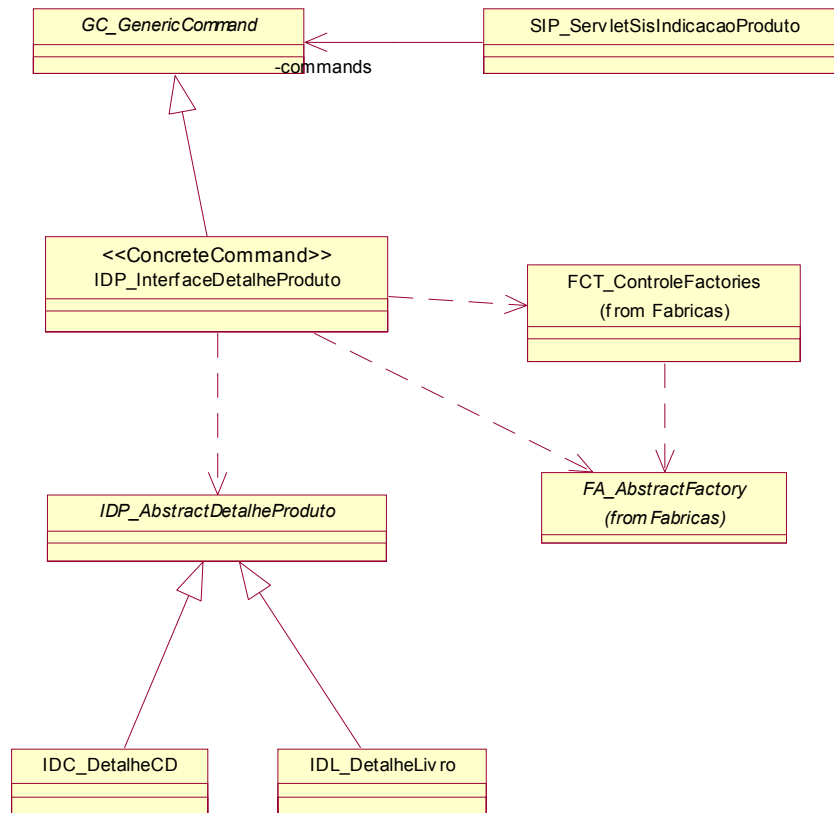 GC_GenericCommand
SIP_ServletSisIndicacaoProduto
-commands
<<ConcreteCommand>>
IDP_InterfaceDetalheProduto
FCT_ControleFactories
(from Fabricas)
FA_AbstractFactory
(from Fabricas)
IDP_AbstractDetalheProduto
IDC_DetalheCD
IDL_DetalheLivro